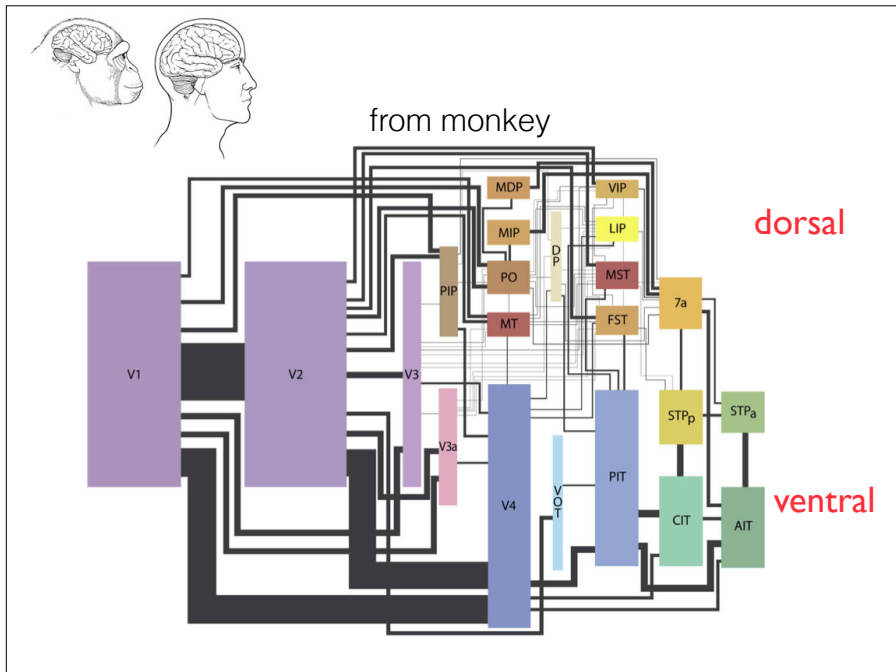 from monkey
MDP
VIP
dorsal
MIP
DP
LIP
PIP
PO
MST
7a
MT
FST
V1
V2
V3
V3a
STPp
STPa
V4
VOT
PIT
CIT
AIT
ventral